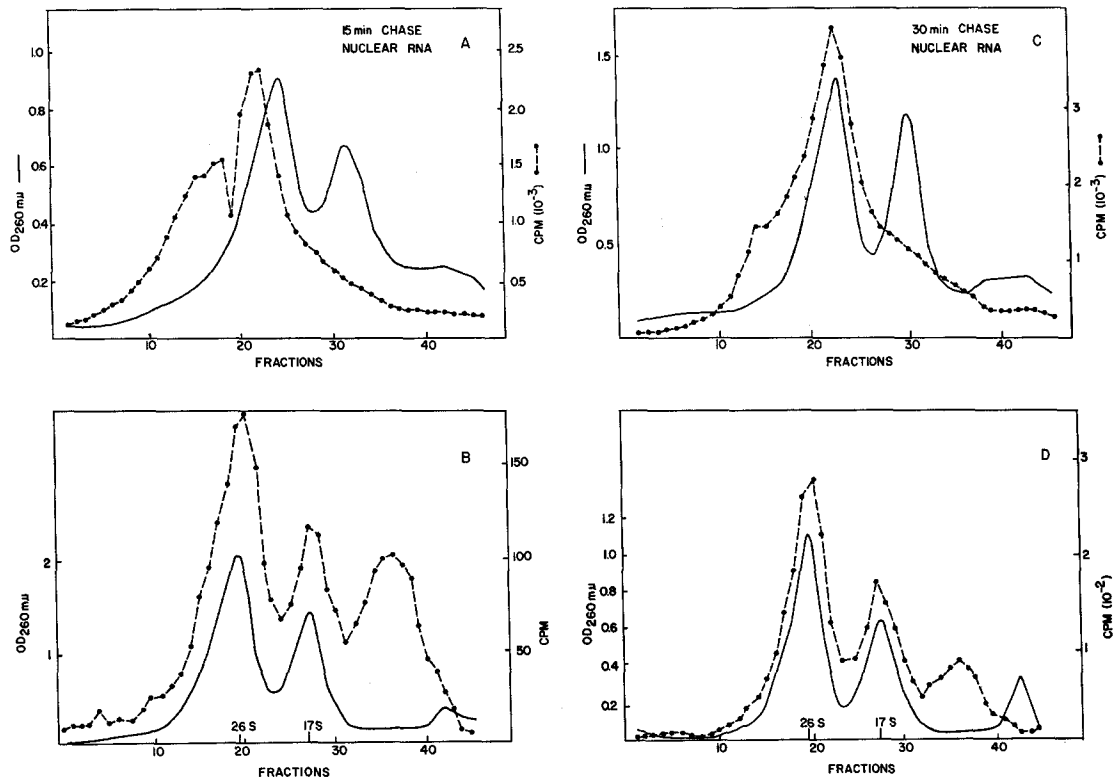 15 min CHASE
NUCLEAR RNA
A
OD260 mμ
1.0
0.8
0.6
0.4
0.2
2.5
2.0
1.5
1.0
0.5
CPM (10-3)
10
20
30
40
FRACTIONS
30 min CHASE
NUCLEAR RNA
C
OD260 mμ
1.5
1.0
0.5
3
2
1
CPM (10-3)
10
20
30
40
FRACTIONS
B
OD260 mμ
2
1
150
100
50
CPM
26 S
17S
10
20
30
40
FRACTIONS
D
OD260 mμ
1.2
1.0
0.8
0.6
0.4
0.2
3
2
1
CPM (10-2)
26 S
17 S
10
20
30
40
FRACTIONS